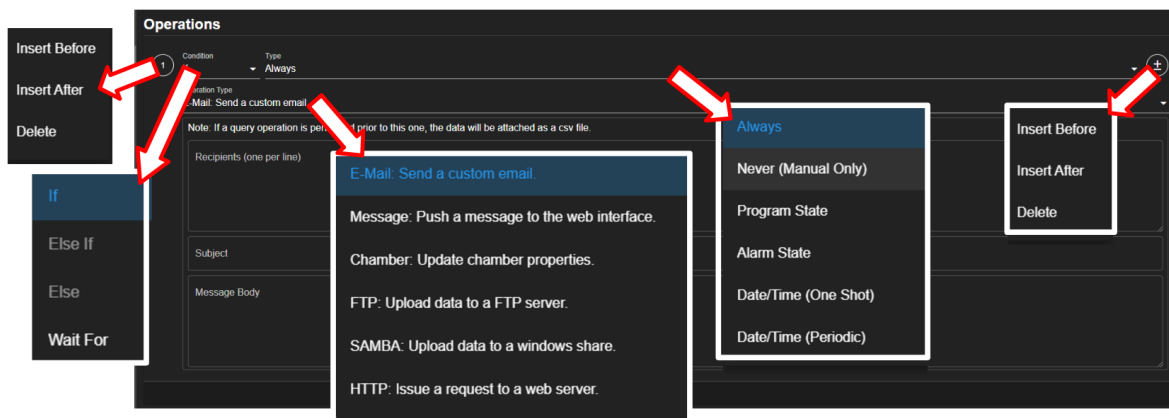 Operations
Insert Before
Insert After
Delete
1
Condition
Type
Always
±
E-Mail: Send a custom email.
Note: If a query operation is prior to this one, the data will be attached as a csv file.
Recipients (one per line)
Subject
Message Body
If
Else If
Else
Wait For
E-Mail: Send a custom email.
Message: Push a message to the web interface.
Chamber: Update chamber properties.
FTP: Upload data to a FTP server.
SAMBA: Upload data to a windows share.
HTTP: Issue a request to a web server.
Always
Never (Manual Only)
Program State
Alarm State
Date/Time (One Shot)
Date/Time (Periodic)
Insert Before
Insert After
Delete